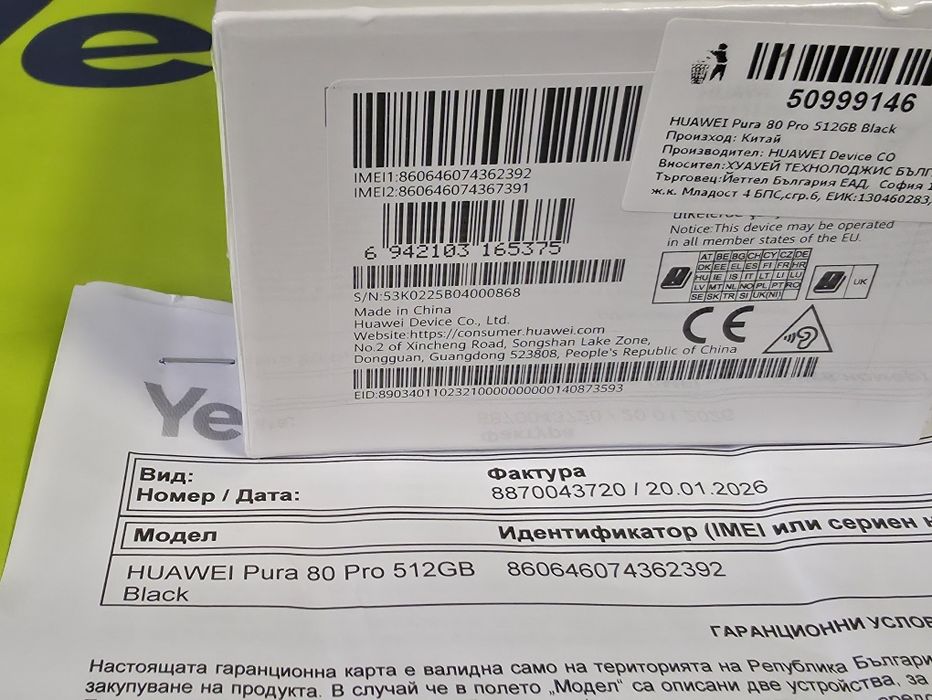 50999146
HUAWEI Pura 80 Pro 512GB Black
Произход: Китай
Производител: HUAWEI Device CO
Вносител:ХУАУЕЙ ТЕХНОЛОДЖИС
Търговец:Йеттел България ЕАД, София
ж.к. Младост 4 БПС,сгр.6, ЕИК:130460283,
IMEI1:860646074362392
IMEI2:860646074367391
6 942103 165375
Notice:This device may be operated
in all member states of the EU.
AT BE BG CH CY CZ DE
DK EE EL ES FI FR HR
HU IE IS IT LT LI LU
LV MT NL NO PL PT RO
SE SK TR SI UK(NI)
UK
S/N:53K0225B04000868
Made in China
Huawei Device Co., Ltd.
Website:https://consumer.huawei.com
No.2 of Xincheng Road, Songshan Lake Zone,
Dongguan, Guangdong 523808, People's Republic of China
CE
EID:89034011023210000000000140873593
Ye
Вид: Фактура
Номер / Дата: 8870043720 / 20.01.2026
Модел Идентификатор (IMEI или сериен
HUAWEI Pura 80 Pro 512GB 860646074362392
Black
ГАРАНЦИОННИ
Настоящата гаранционна карта е валидна само на територията на Република
закупуване на продукта. В случай че в полето „Модел“ са описани две устройства, за